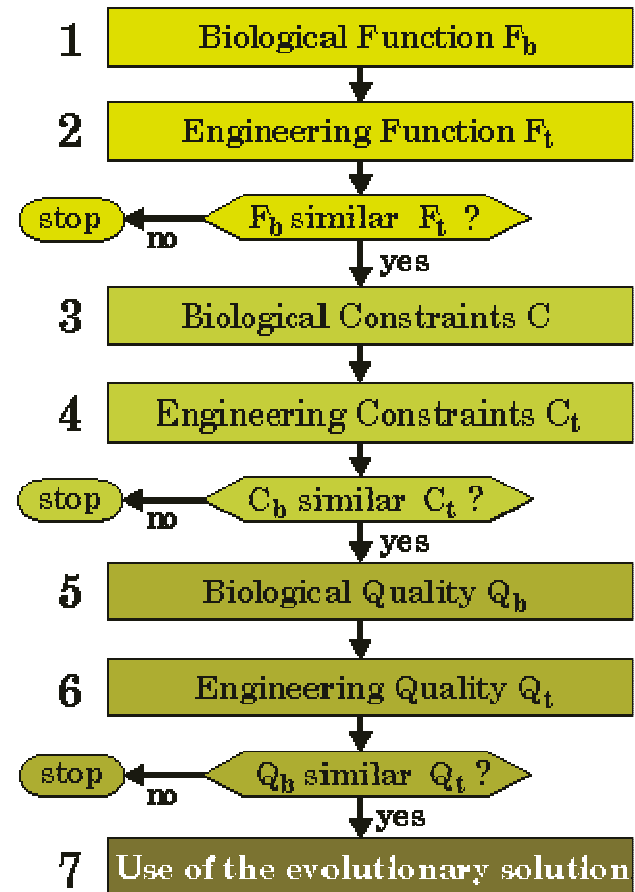 1 Biological Function Fb
2 Engineering Function Ft
stop no Fb similar Ft ?
yes
3 Biological Constraints C
4 Engineering Constraints Ct
stop no Cb similar Ct ?
yes
5 Biological Quality Qb
6 Engineering Quality Qt
stop no Qb similar Qt ?
yes
7 Use of the evolutionary solution